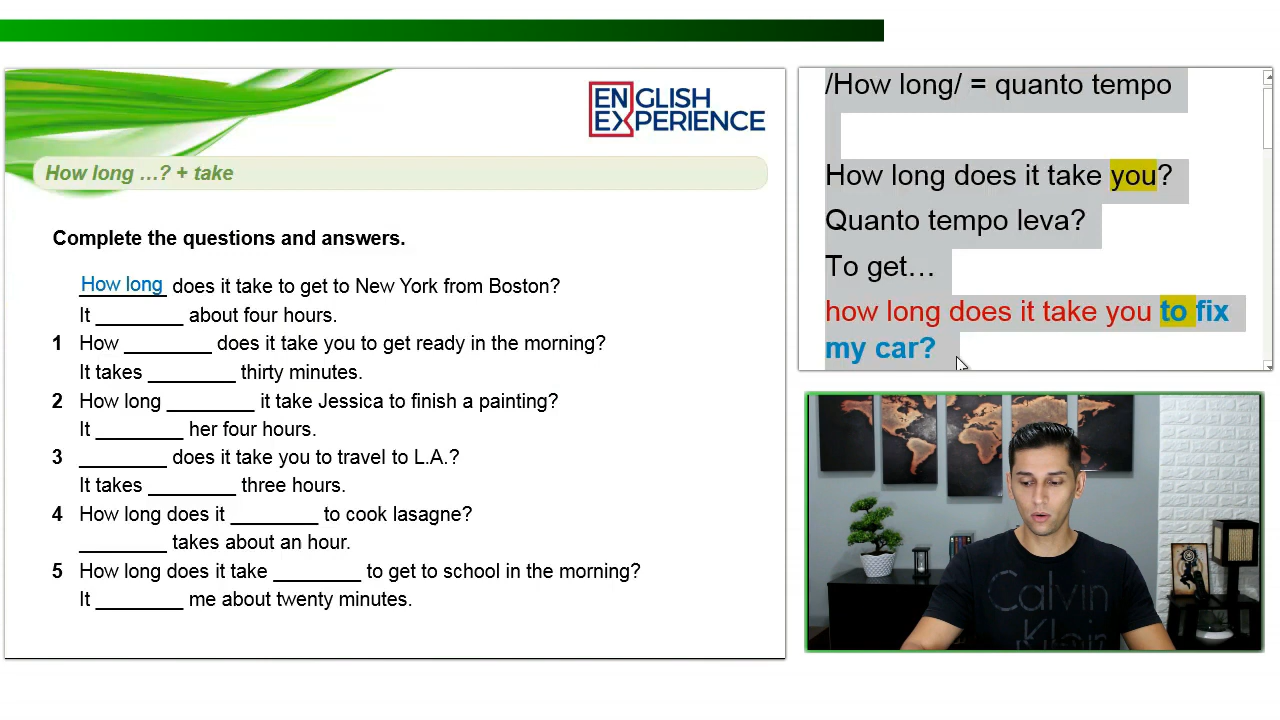 ENGLISH
EXPERIENCE
How long …? + take
Complete the questions and answers.
How long does it take to get to New York from Boston?
It ________ about four hours.
1 How ________ does it take you to get ready in the morning?
It takes ________ thirty minutes.
2 How long ________ it take Jessica to finish a painting?
It ________ her four hours.
3 ________ does it take you to travel to L.A.?
It takes ________ three hours.
4 How long does it ________ to cook lasagne?
________ takes about an hour.
5 How long does it take ________ to get to school in the morning?
It ________ me about twenty minutes.
/How long/ = quanto tempo
How long does it take you?
Quanto tempo leva?
To get…
how long does it take you to fix
my car?
Calvin
Klein